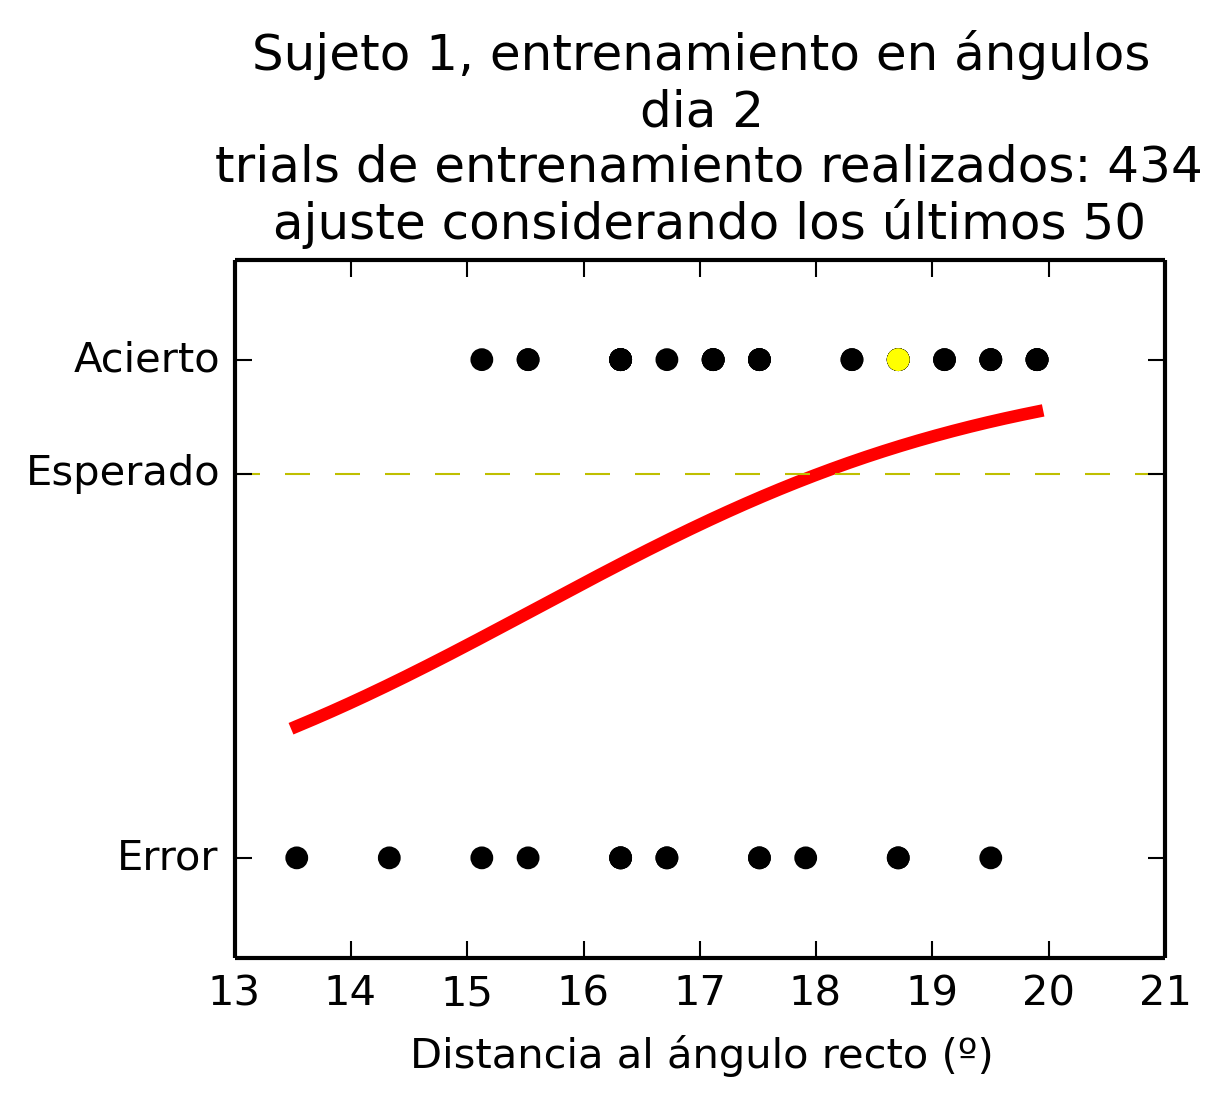 Sujeto 1, entrenamiento en ángulos
dia 2
trials de entrenamiento realizados: 434
ajuste considerando los últimos 50
Acierto
Esperado
Error
13 14 15 16 17 18 19 20 21
Distancia al ángulo recto (º)